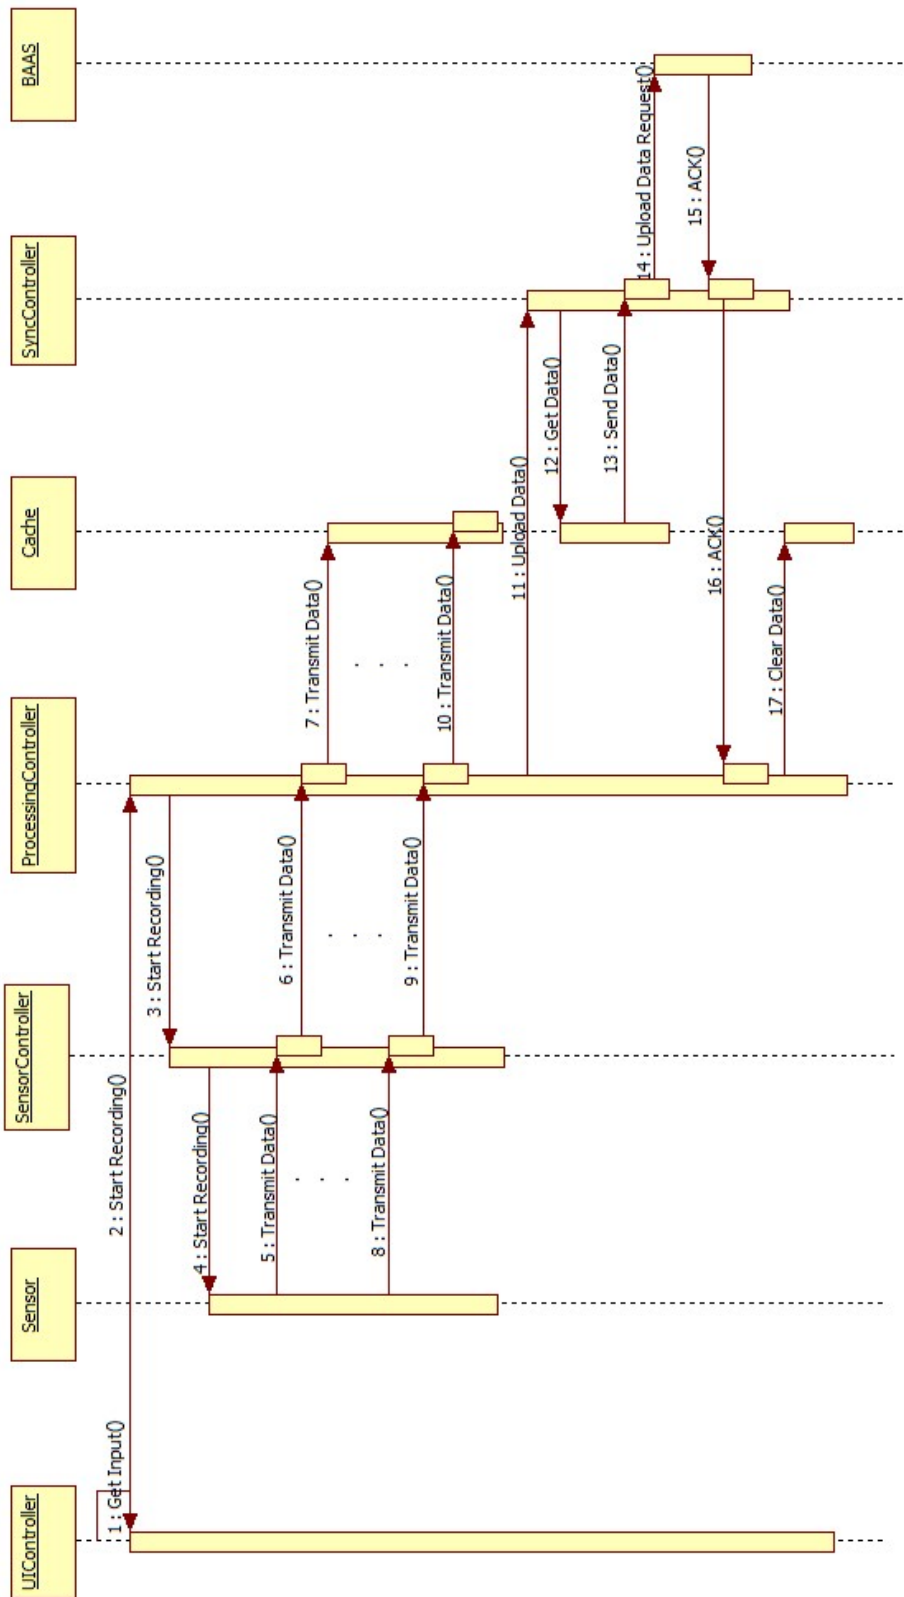 UIController
Sensor
SensorController
ProcessingController
Cache
SyncController
BAAS
1 : Get Input()
2 : Start Recording()
3 : Start Recording()
4 : Start Recording()
5 : Transmit Data()
6 : Transmit Data()
7 : Transmit Data()
. . .
. . .
. . .
8 : Transmit Data()
9 : Transmit Data()
10 : Transmit Data()
11 : Upload Data()
12 : Get Data()
13 : Send Data()
14 : Upload Data Request()
15 : ACK()
16 : ACK()
17 : Clear Data()